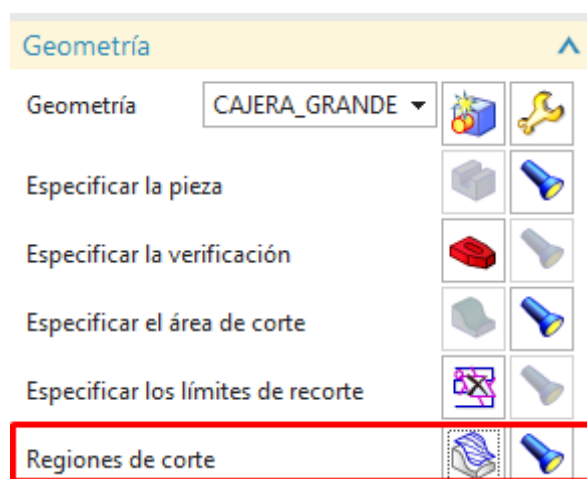 Geometría
Geometría CAJERA_GRANDE
Especificar la pieza
Especificar la verificación
Especificar el área de corte
Especificar los límites de recorte
Regiones de corte